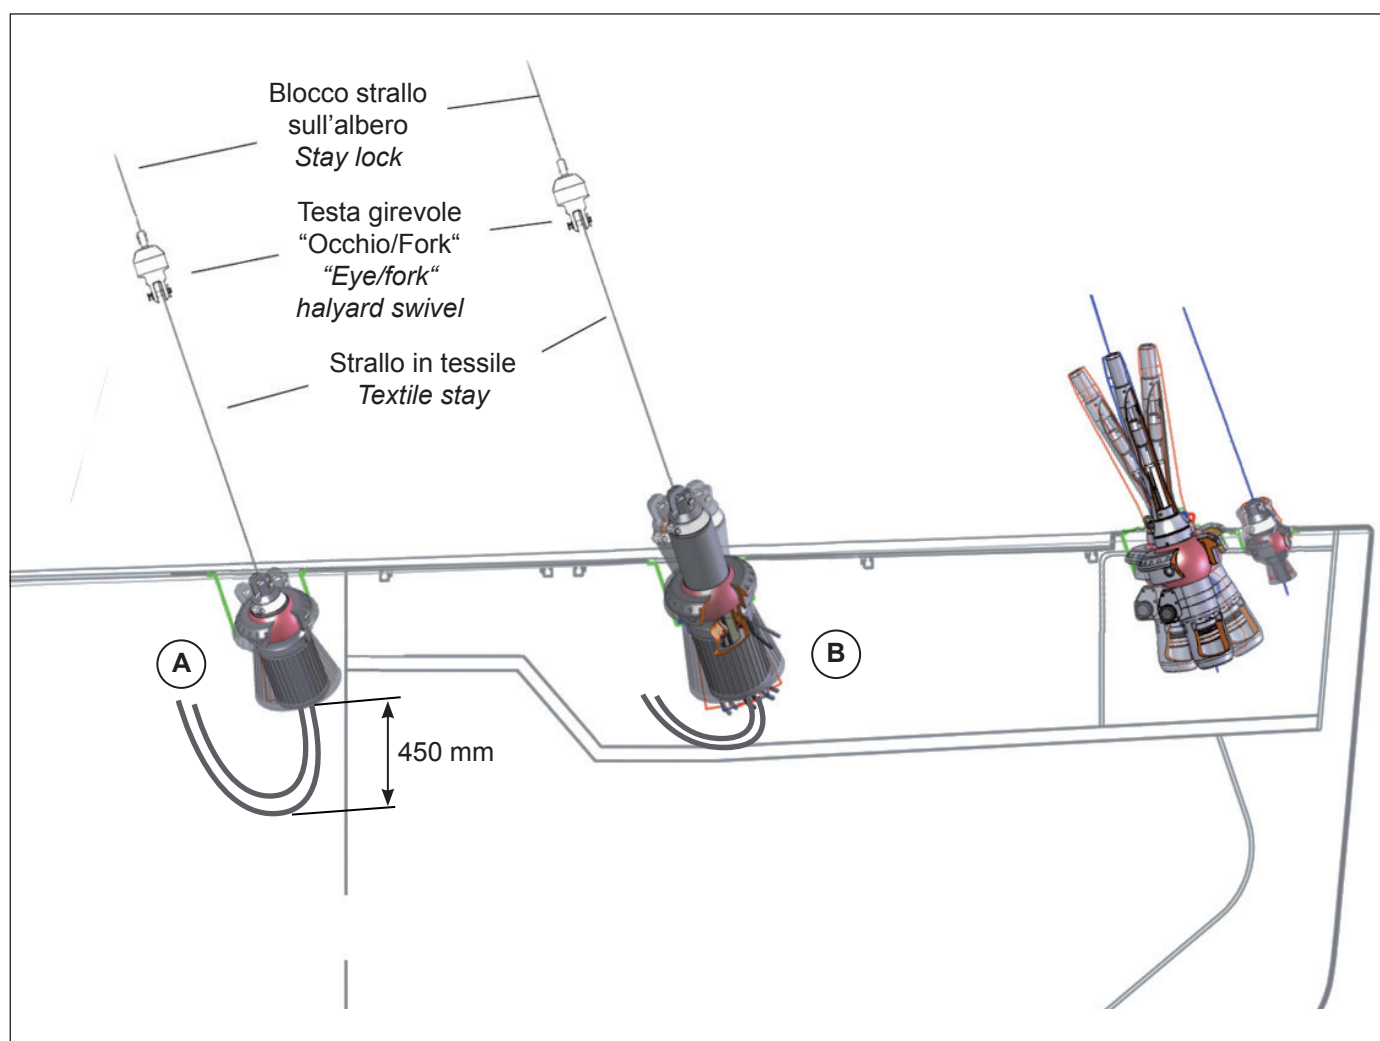 Blocco strallo
sull’albero
Stay lock
Testa girevole
“Occhio/Fork“
“Eye/fork“
halyard swivel
Strallo in tessile
Textile stay
A
B
450 mm